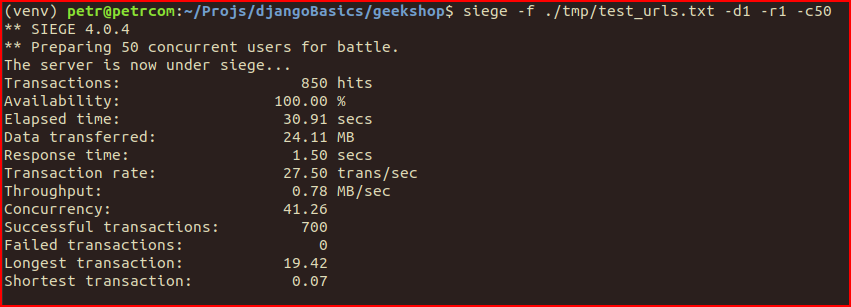 (venv) petr@petrcom:~/Projs/djangoBasics/geekshop$ siege -f ./tmp/test_urls.txt -d1 -r1 -c50
** SIEGE 4.0.4
** Preparing 50 concurrent users for battle.
The server is now under siege...
Transactions: 850 hits
Availability: 100.00 %
Elapsed time: 30.91 secs
Data transferred: 24.11 MB
Response time: 1.50 secs
Transaction rate: 27.50 trans/sec
Throughput: 0.78 MB/sec
Concurrency: 41.26
Successful transactions: 700
Failed transactions: 0
Longest transaction: 19.42
Shortest transaction: 0.07